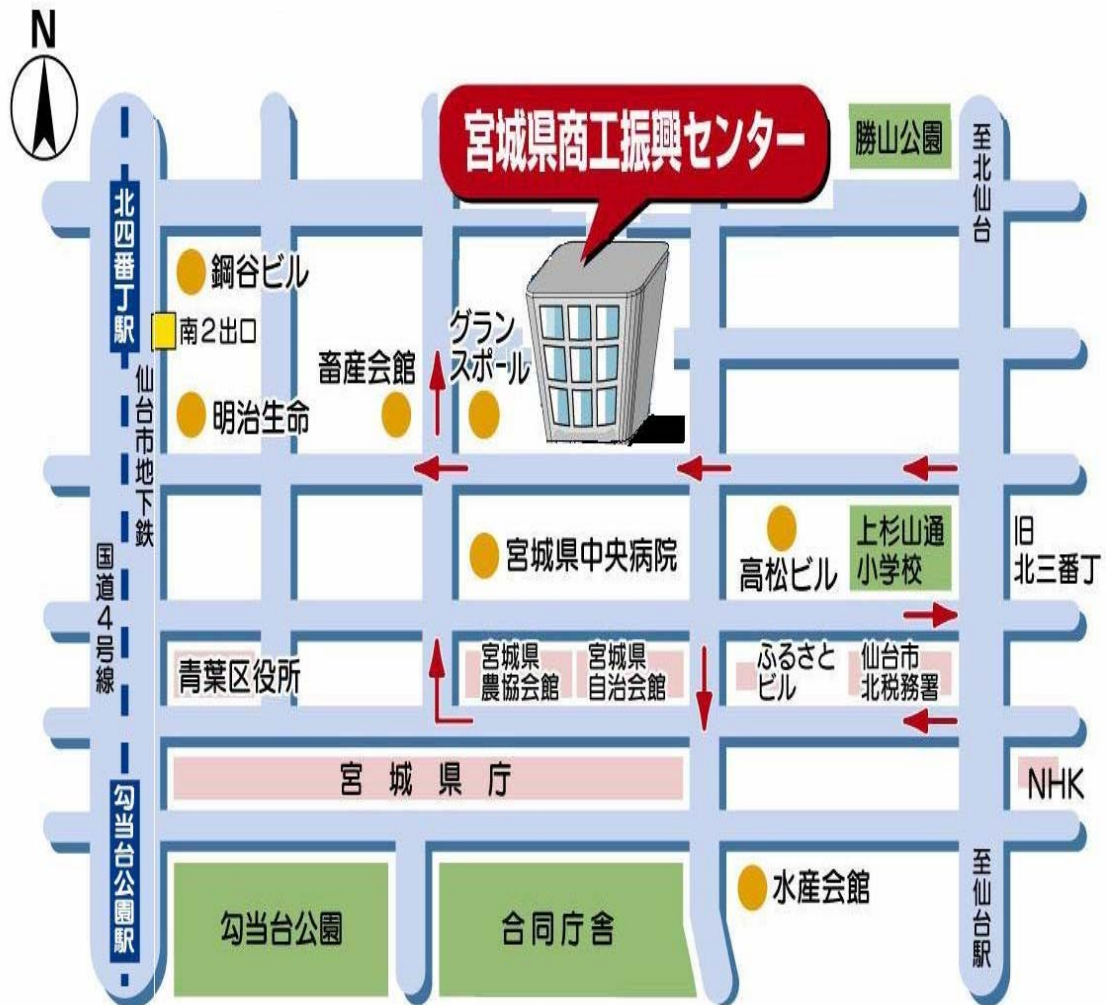 N
宮城県商工振興センター
勝山公園
至北仙台
北四番丁駅
鋼谷ビル
南2出口
グラン
スポール
畜産会館
明治生命
仙台市地下鉄
国道4号線
宮城県中央病院
高松ビル
上杉山通
小学校
旧
北三番丁
青葉区役所
宮城県
農協会館
宮城県
自治会館
ふるさと
ビル
仙台市
北税務署
宮城県庁
NHK
勾当台公園駅
勾当台公園
合同庁舎
水産会館
至仙台駅